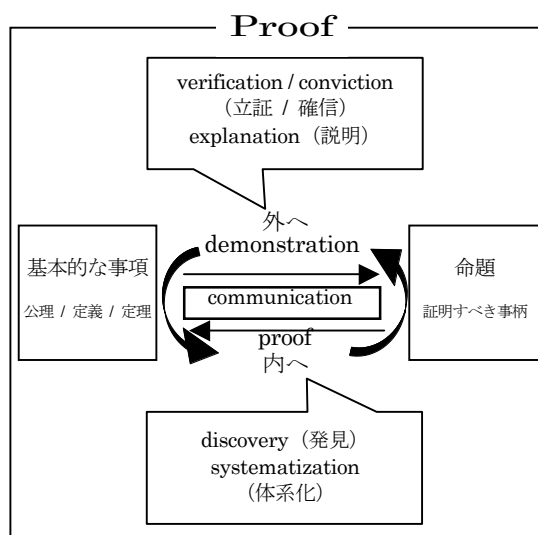 Proof
verification / conviction
（立証 / 確信）
explanation（説明）
外へ
demonstration
基本的な事項
公理 / 定義 / 定理
communication
命題
証明すべき事柄
proof
内へ
discovery（発見）
systematization
（体系化）